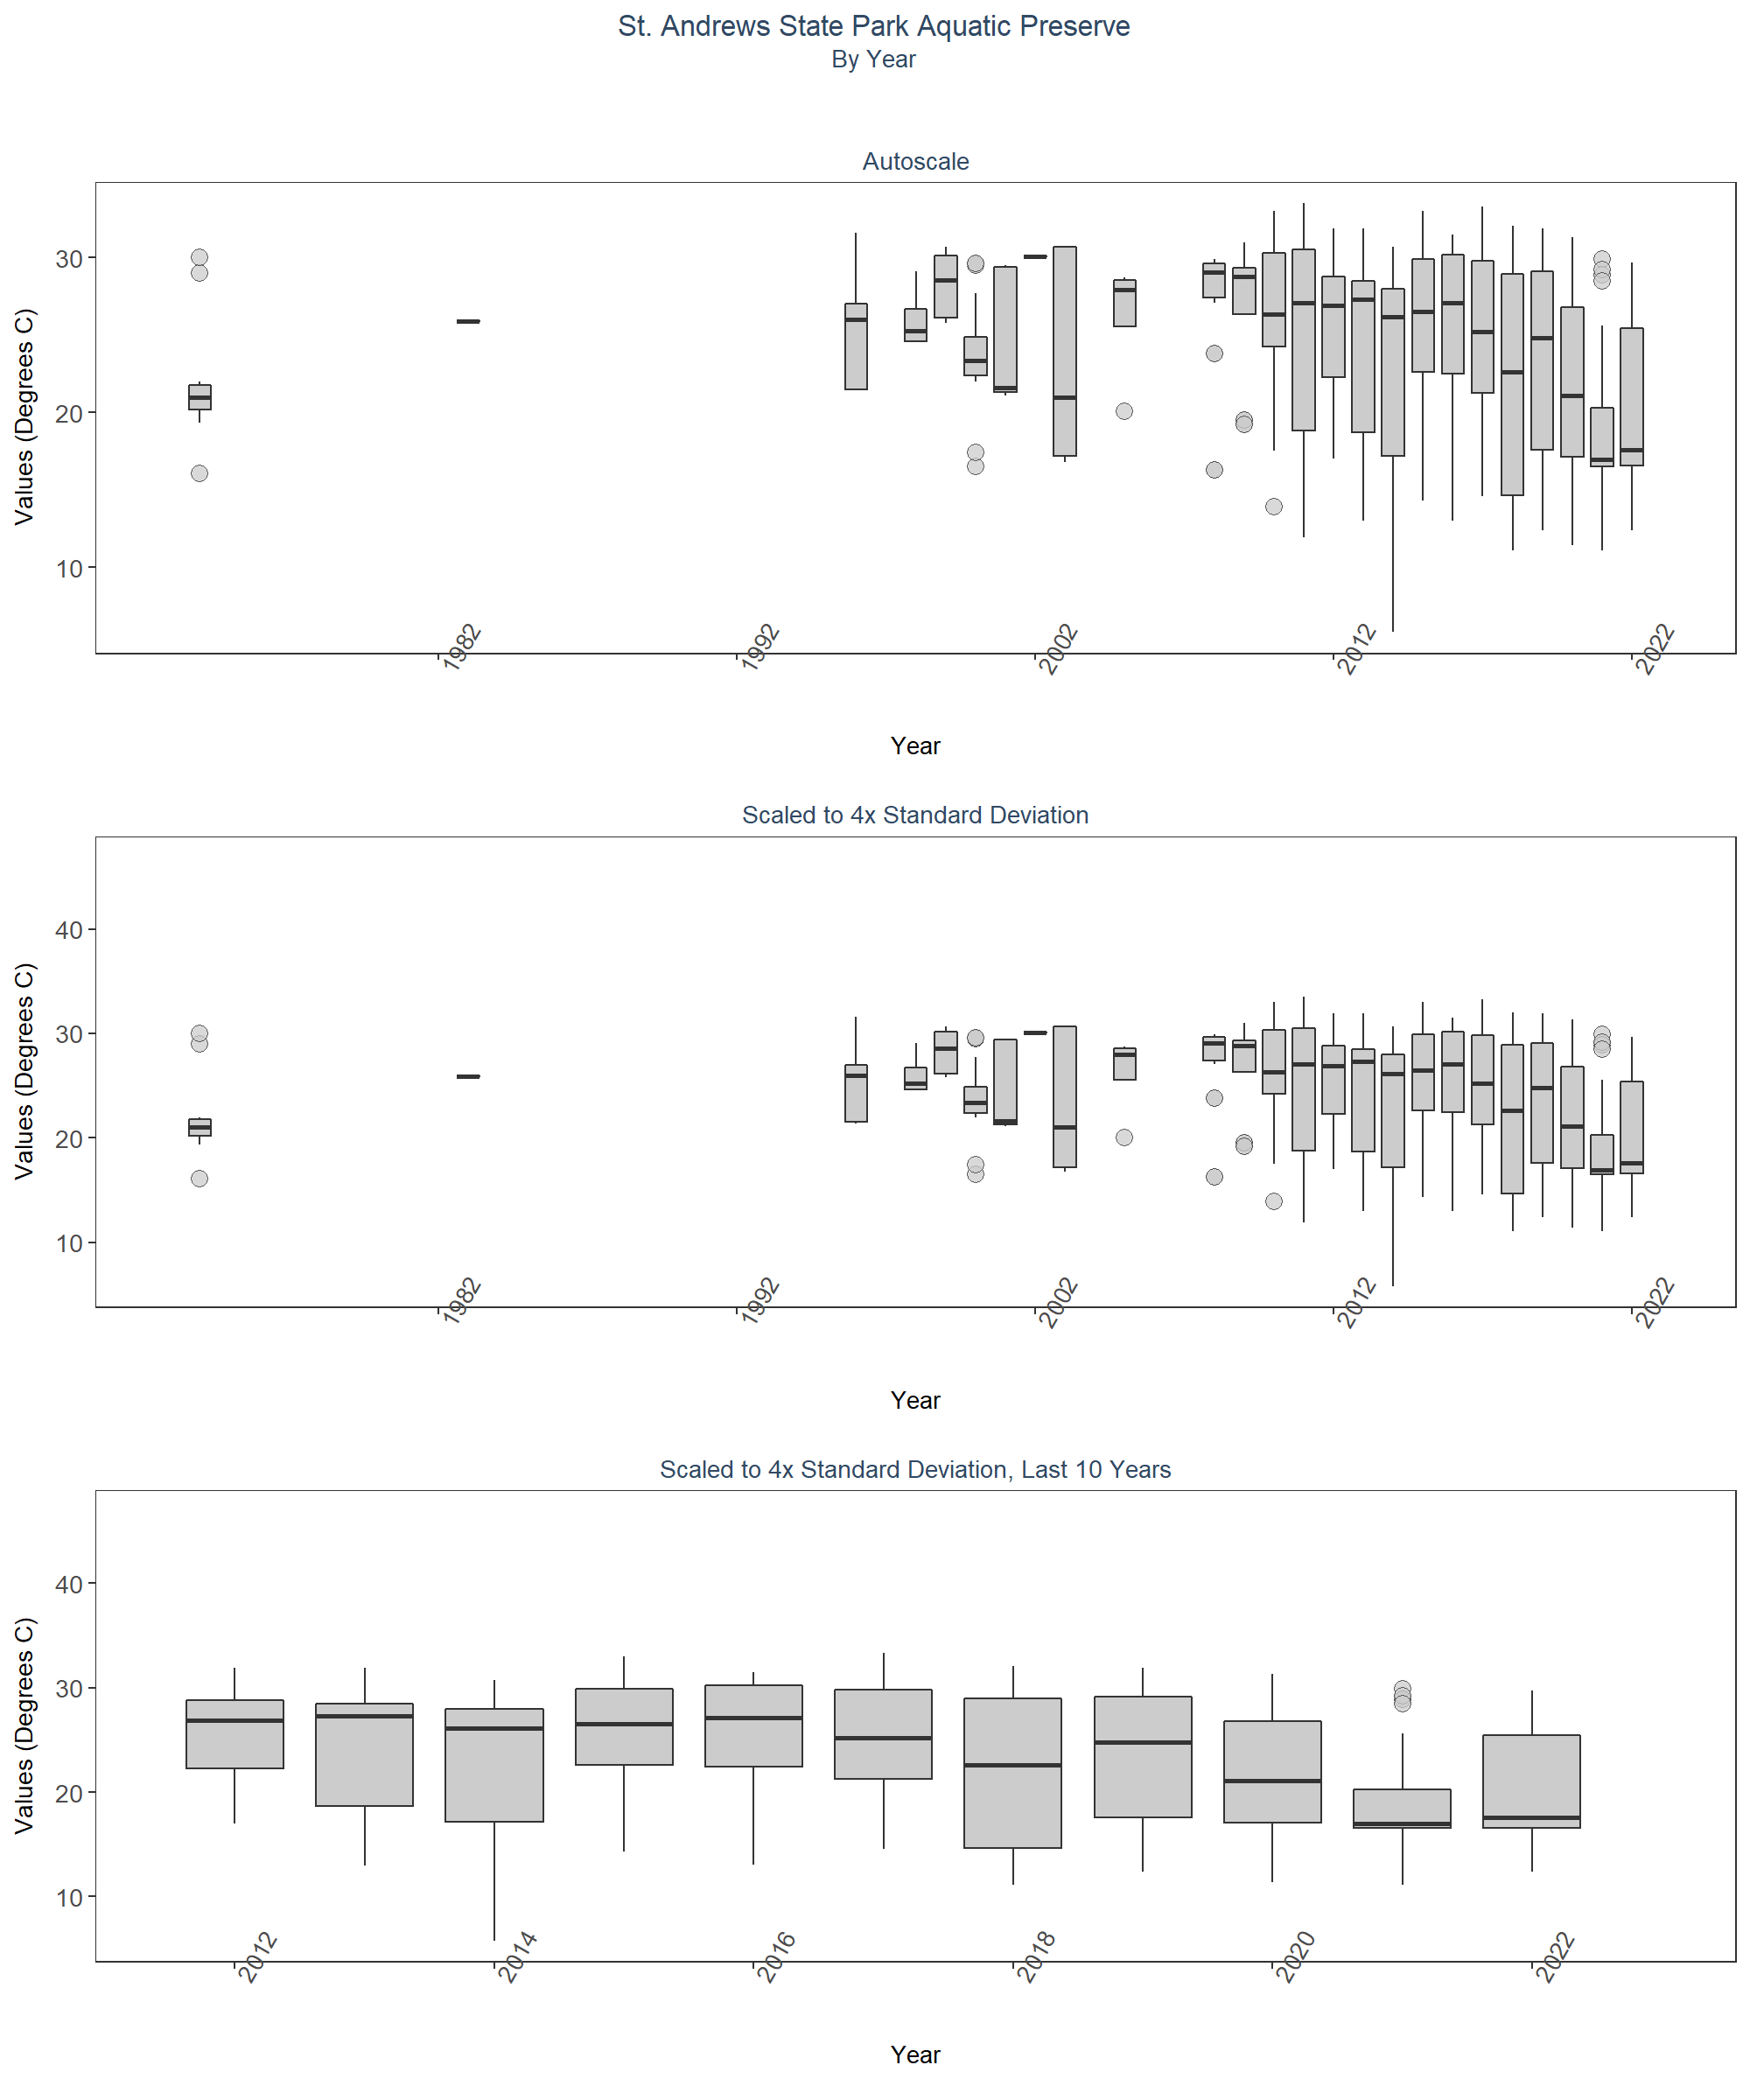 St. Andrews State Park Aquatic Preserve
By Year
Autoscale
Values (Degrees C)
30
20
10
1982
1992
2002
2012
2022
Year
Scaled to 4x Standard Deviation
Values (Degrees C)
40
30
20
10
1982
1992
2002
2012
2022
Year
Scaled to 4x Standard Deviation, Last 10 Years
Values (Degrees C)
40
30
20
10
2012
2014
2016
2018
2020
2022
Year